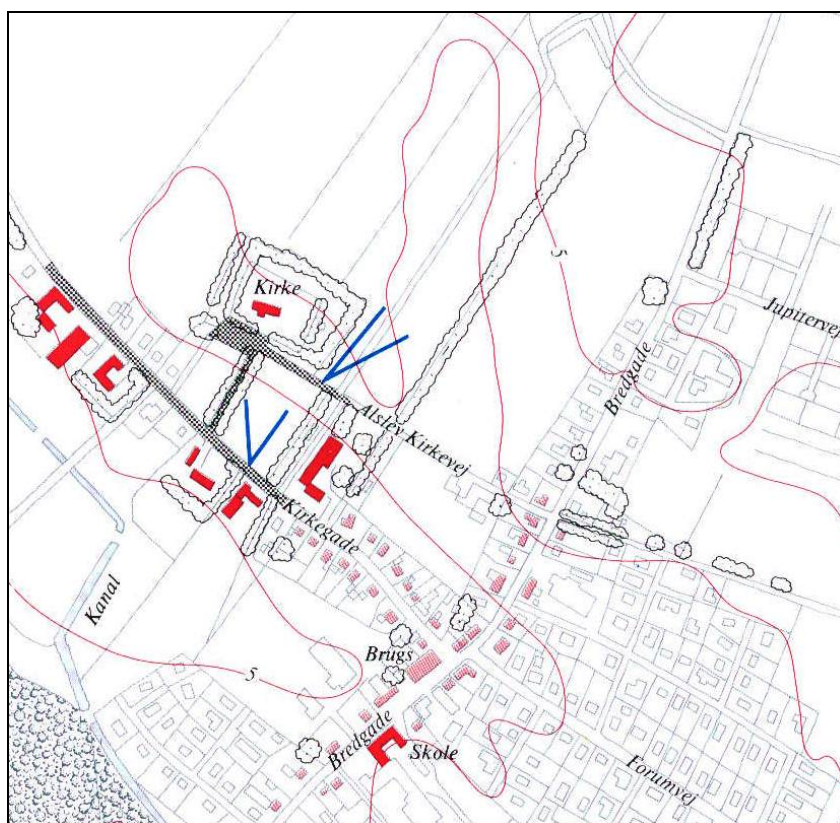 Kirke
5
Jupitervej
Bredgade
Alslev Kirkevej
Kirkegade
Kanal
Brugs
5
Bredgade
Skole
Forumvej